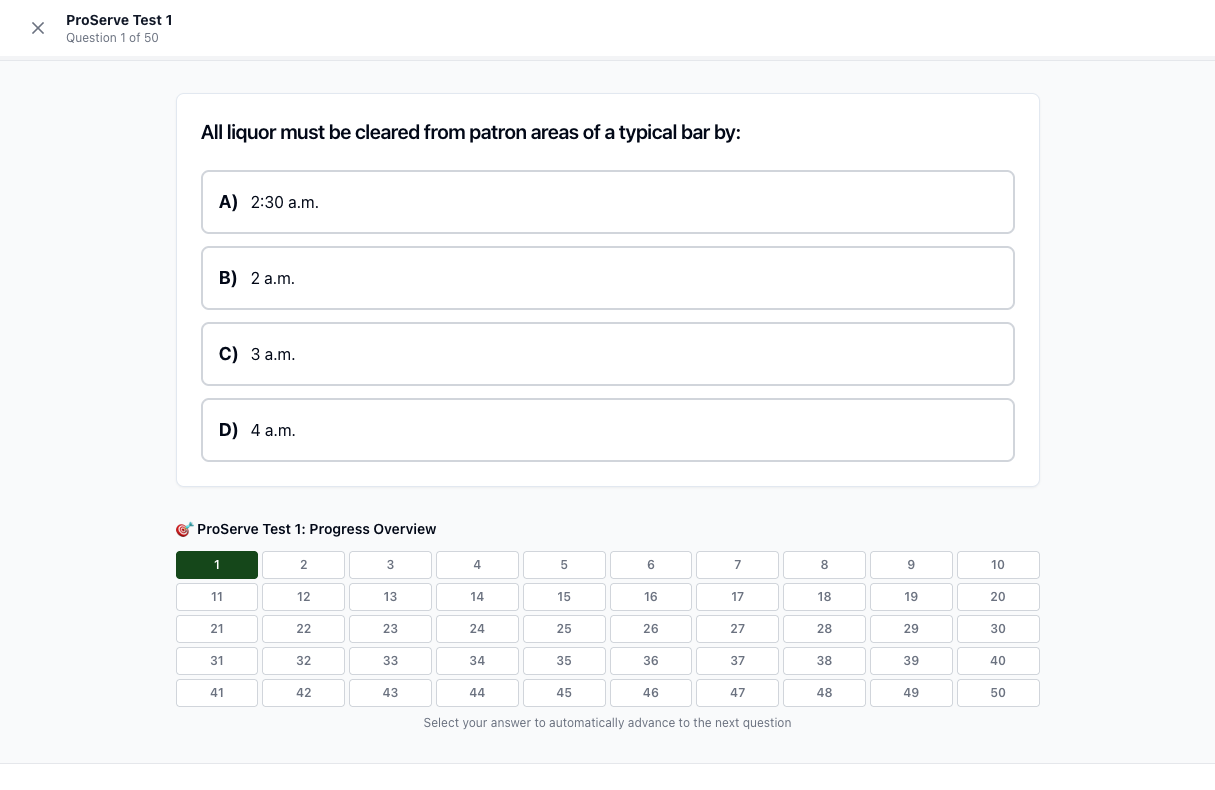 ProServe Test 1
Question 1 of 50
All liquor must be cleared from patron areas of a typical bar by:
A) 2:30 a.m.
B) 2 a.m.
C) 3 a.m.
D) 4 a.m.
🎯 ProServe Test 1: Progress Overview
1 2 3 4 5 6 7 8 9 10
11 12 13 14 15 16 17 18 19 20
21 22 23 24 25 26 27 28 29 30
31 32 33 34 35 36 37 38 39 40
41 42 43 44 45 46 47 48 49 50
Select your answer to automatically advance to the next question